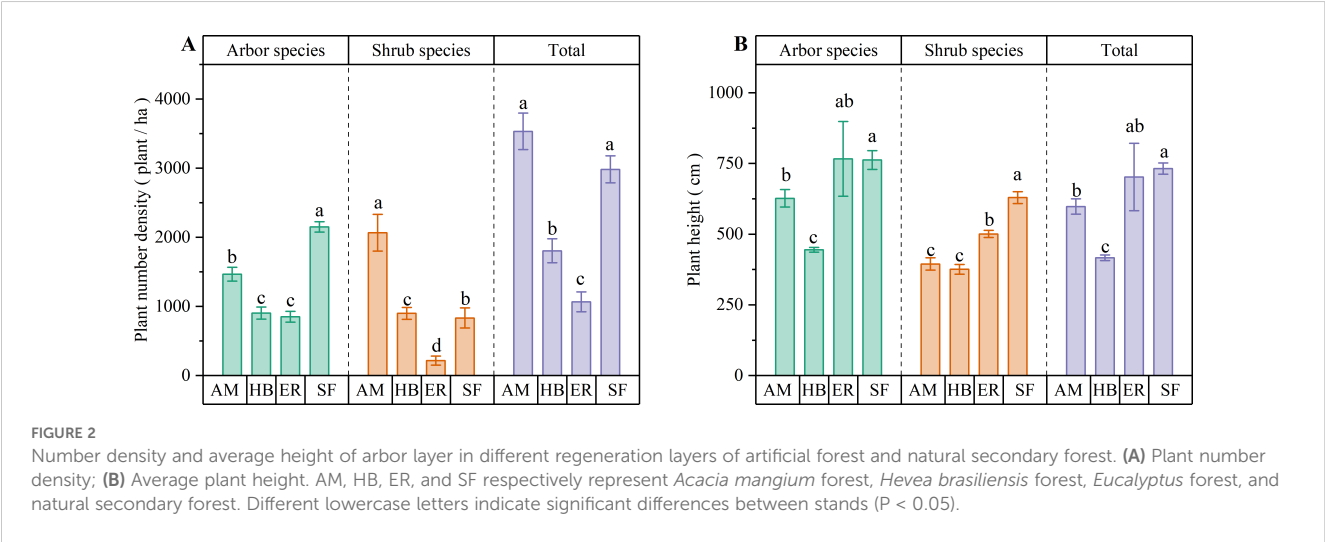 A
Arbor species Shrub species Total
Plant number density ( plant / ha )
4000
3000
2000
1000
0
b c c a
a c d b
a b c a
AM HB ER SF AM HB ER SF AM HB ER SF
B
Arbor species Shrub species Total
Plant height ( cm )
1000
750
500
250
0
b c ab a
c c b a
b c ab a
AM HB ER SF AM HB ER SF AM HB ER SF
FIGURE 2
Number density and average height of arbor layer in different regeneration layers of artificial forest and natural secondary forest. (A) Plant number
density; (B) Average plant height. AM, HB, ER, and SF respectively represent Acacia mangium forest, Hevea brasiliensis forest, Eucalyptus forest, and
natural secondary forest. Different lowercase letters indicate significant differences between stands (P < 0.05).